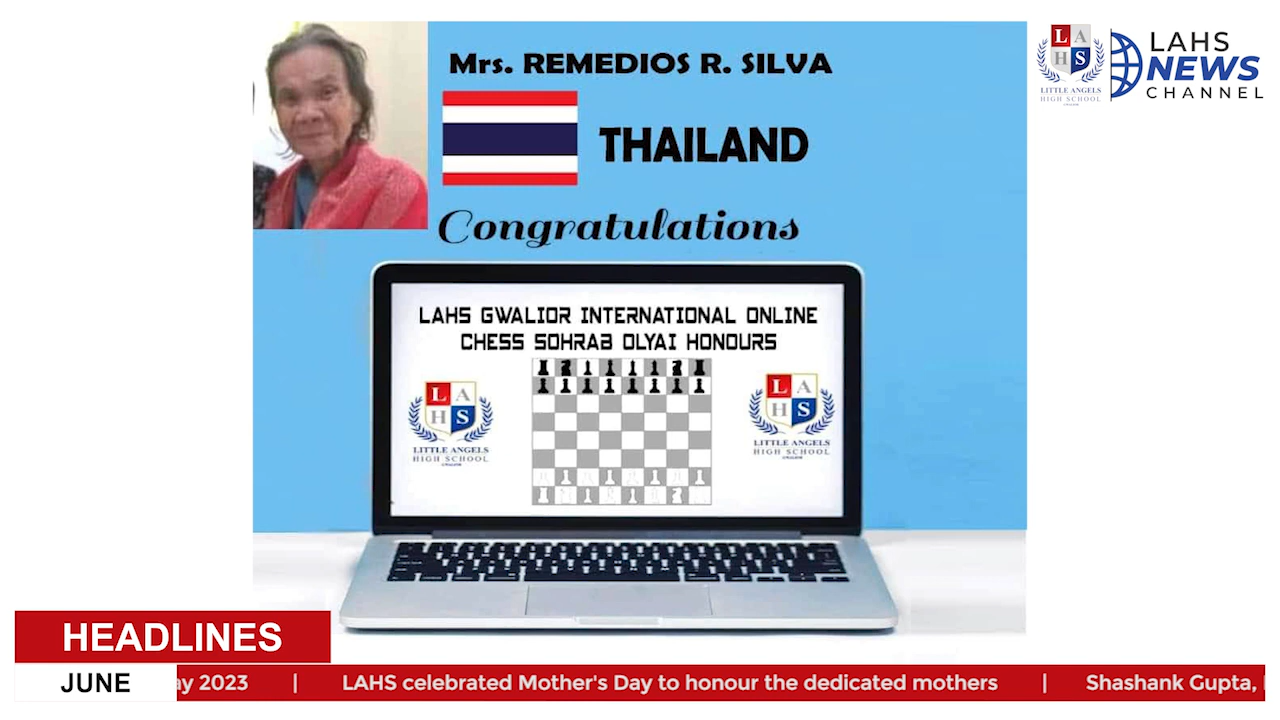 Mrs. REMEDIOS R. SILVA
THAILAND
Congratulations
LAHS GWALIOR INTERNATIONAL ONLINE
CHESS SOHRAB OLYAI HONOURS
L A
H S
LITTLE ANGELS
HIGH SCHOOL
L A
H S
LITTLE ANGELS
HIGH SCHOOL
L A
H S
LITTLE ANGELS
HIGH SCHOOL
LAHS
NEWS
CHANNEL
HEADLINES
JUNE
2023 | LAHS celebrated Mother's Day to honour the dedicated mothers | Shashank Gupta,